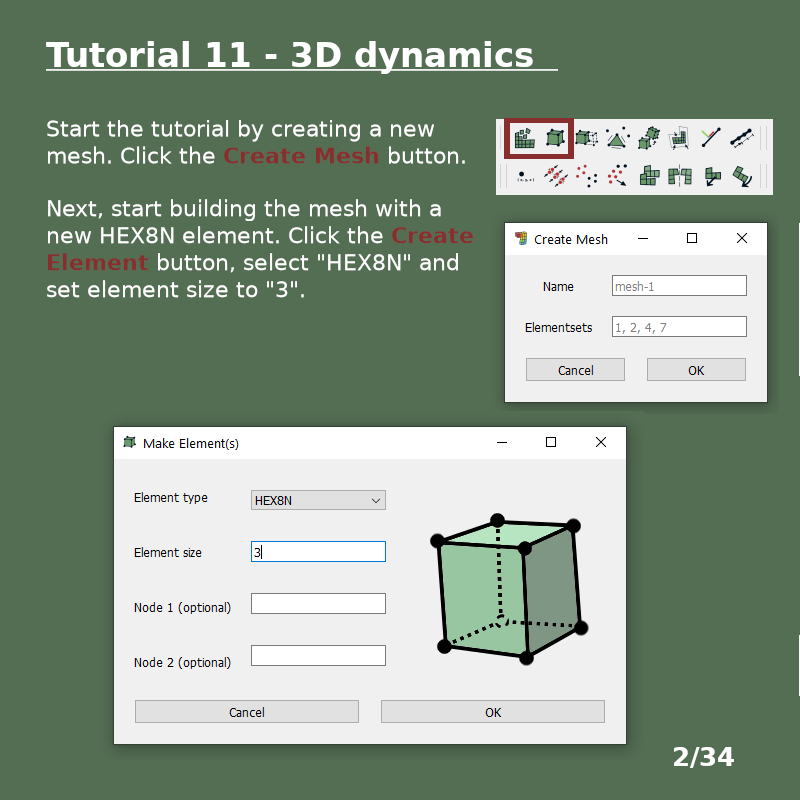 Tutorial 11 - 3D dynamics
Start the tutorial by creating a new
mesh. Click the Create Mesh button.
Next, start building the mesh with a
new HEX8N element. Click the Create
Element button, select "HEX8N" and
set element size to "3".
Create Mesh
Name
mesh-1
Elementsets
1, 2, 4, 7
Cancel
OK
Make Element(s)
Element type
HEX8N
Element size
3
Node 1 (optional)
Node 2 (optional)
Cancel
OK
2/34